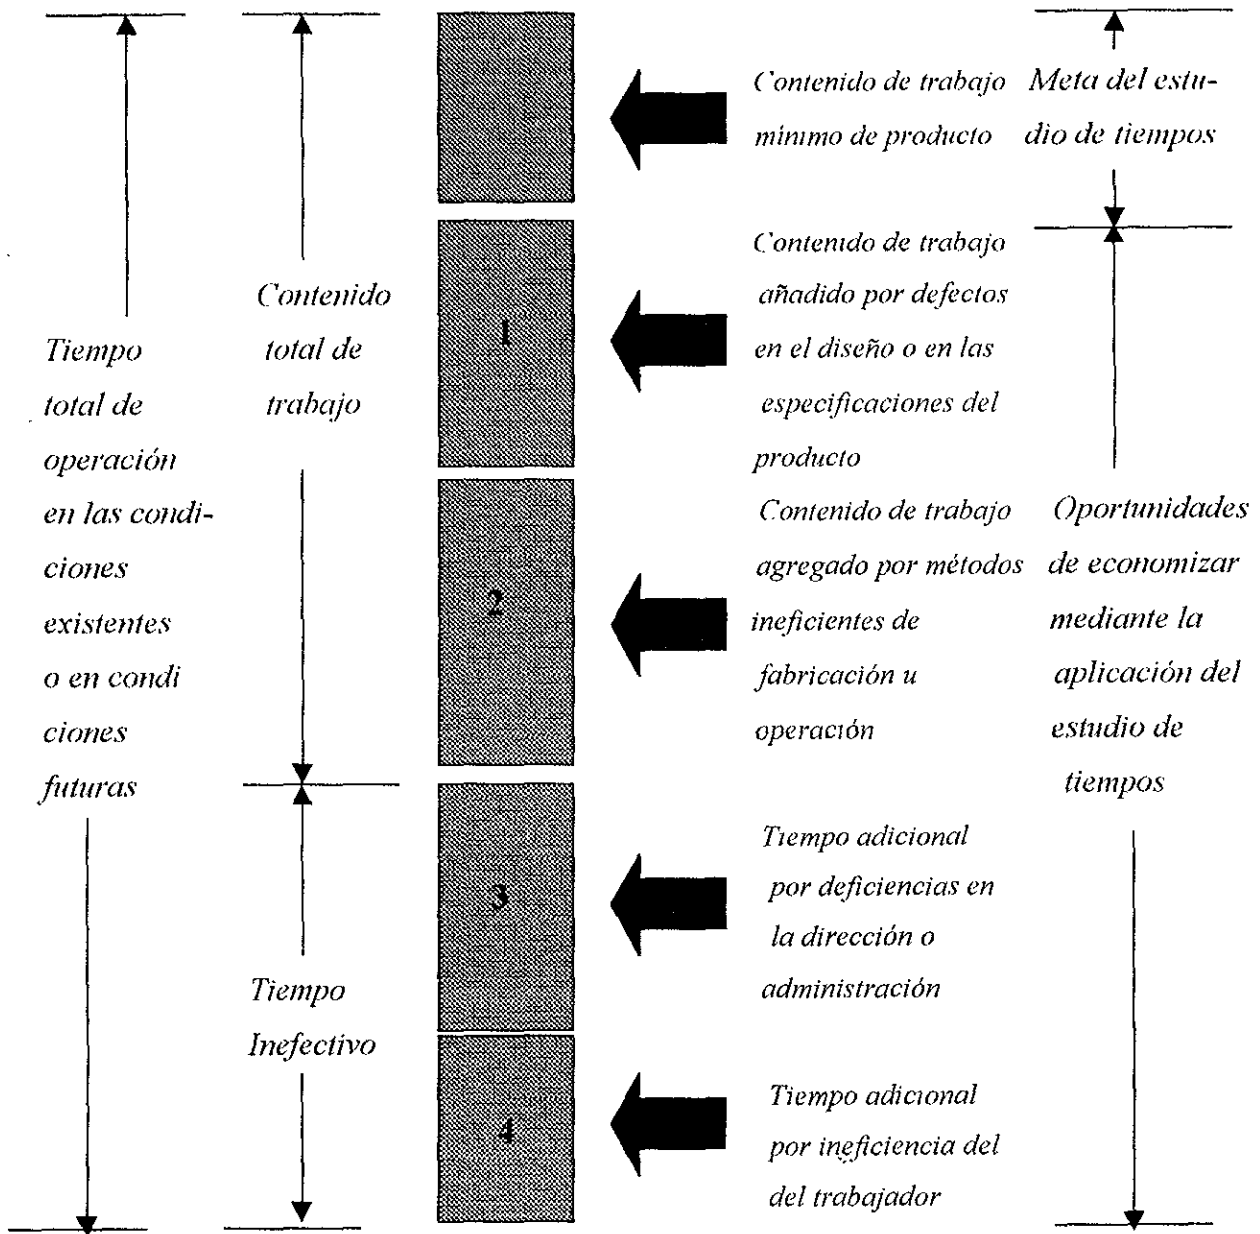 Tiempo
total de
operación
en las condi-
ciones
existentes
o en condi
ciones
futuras
Contenido
total de
trabajo
Tiempo
Inefectivo
1
2
3
4
Contenido de trabajo
mínimo de producto
Contenido de trabajo
añadido por defectos
en el diseño o en las
especificaciones del
producto
Contenido de trabajo
agregado por métodos
ineficientes de
fabricación u
operación
Tiempo adicional
por deficiencias en
la dirección o
administración
Tiempo adicional
por ineficiencia del
del trabajador
Meta del estu-
dio de tiempos
Oportunidades
de economizar
mediante la
aplicación del
estudio de
tiempos